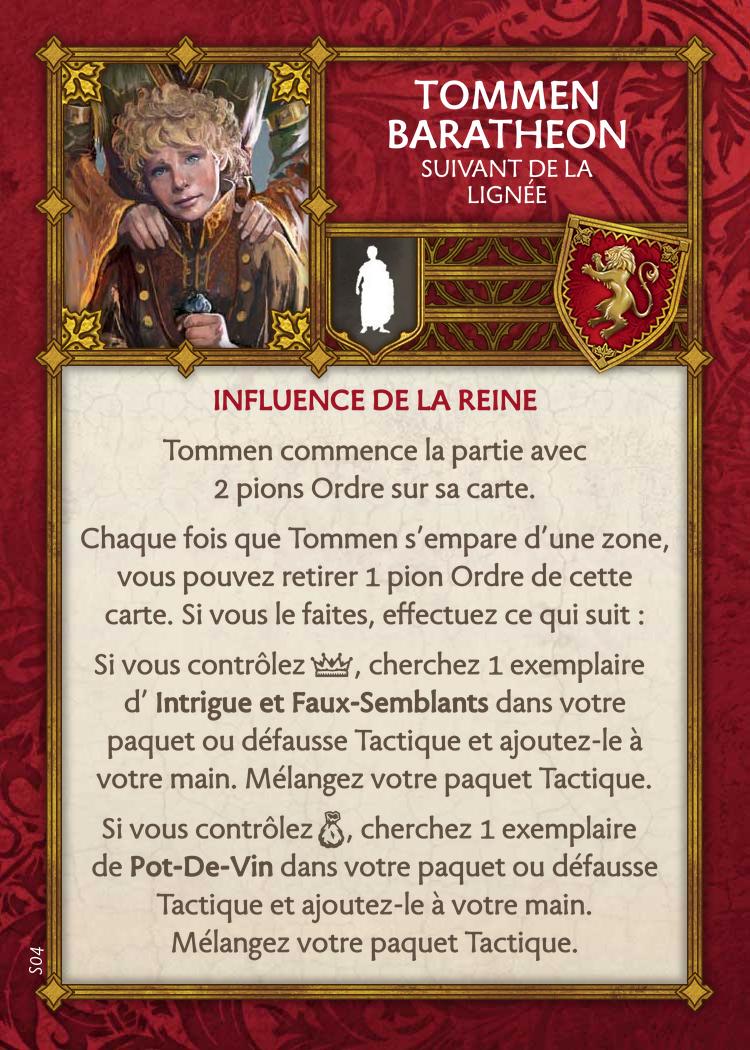 TOMMEN
BARATHEON
SUIVANT DE LA
LIGNÉE
INFLUENCE DE LA REINE
Tommen commence la partie avec
2 pions Ordre sur sa carte.
Chaque fois que Tommen s'empare d'une zone,
vous pouvez retirer 1 pion Ordre de cette
carte. Si vous le faites, effectuez ce qui suit :
Si vous contrôlez , cherchez 1 exemplaire
d' Intrigue et Faux-Semblants dans votre
paquet ou défausse Tactique et ajoutez-le à
votre main. Mélangez votre paquet Tactique.
Si vous contrôlez , cherchez 1 exemplaire
de Pot-De-Vin dans votre paquet ou défausse
Tactique et ajoutez-le à votre main.
Mélangez votre paquet Tactique.
S04